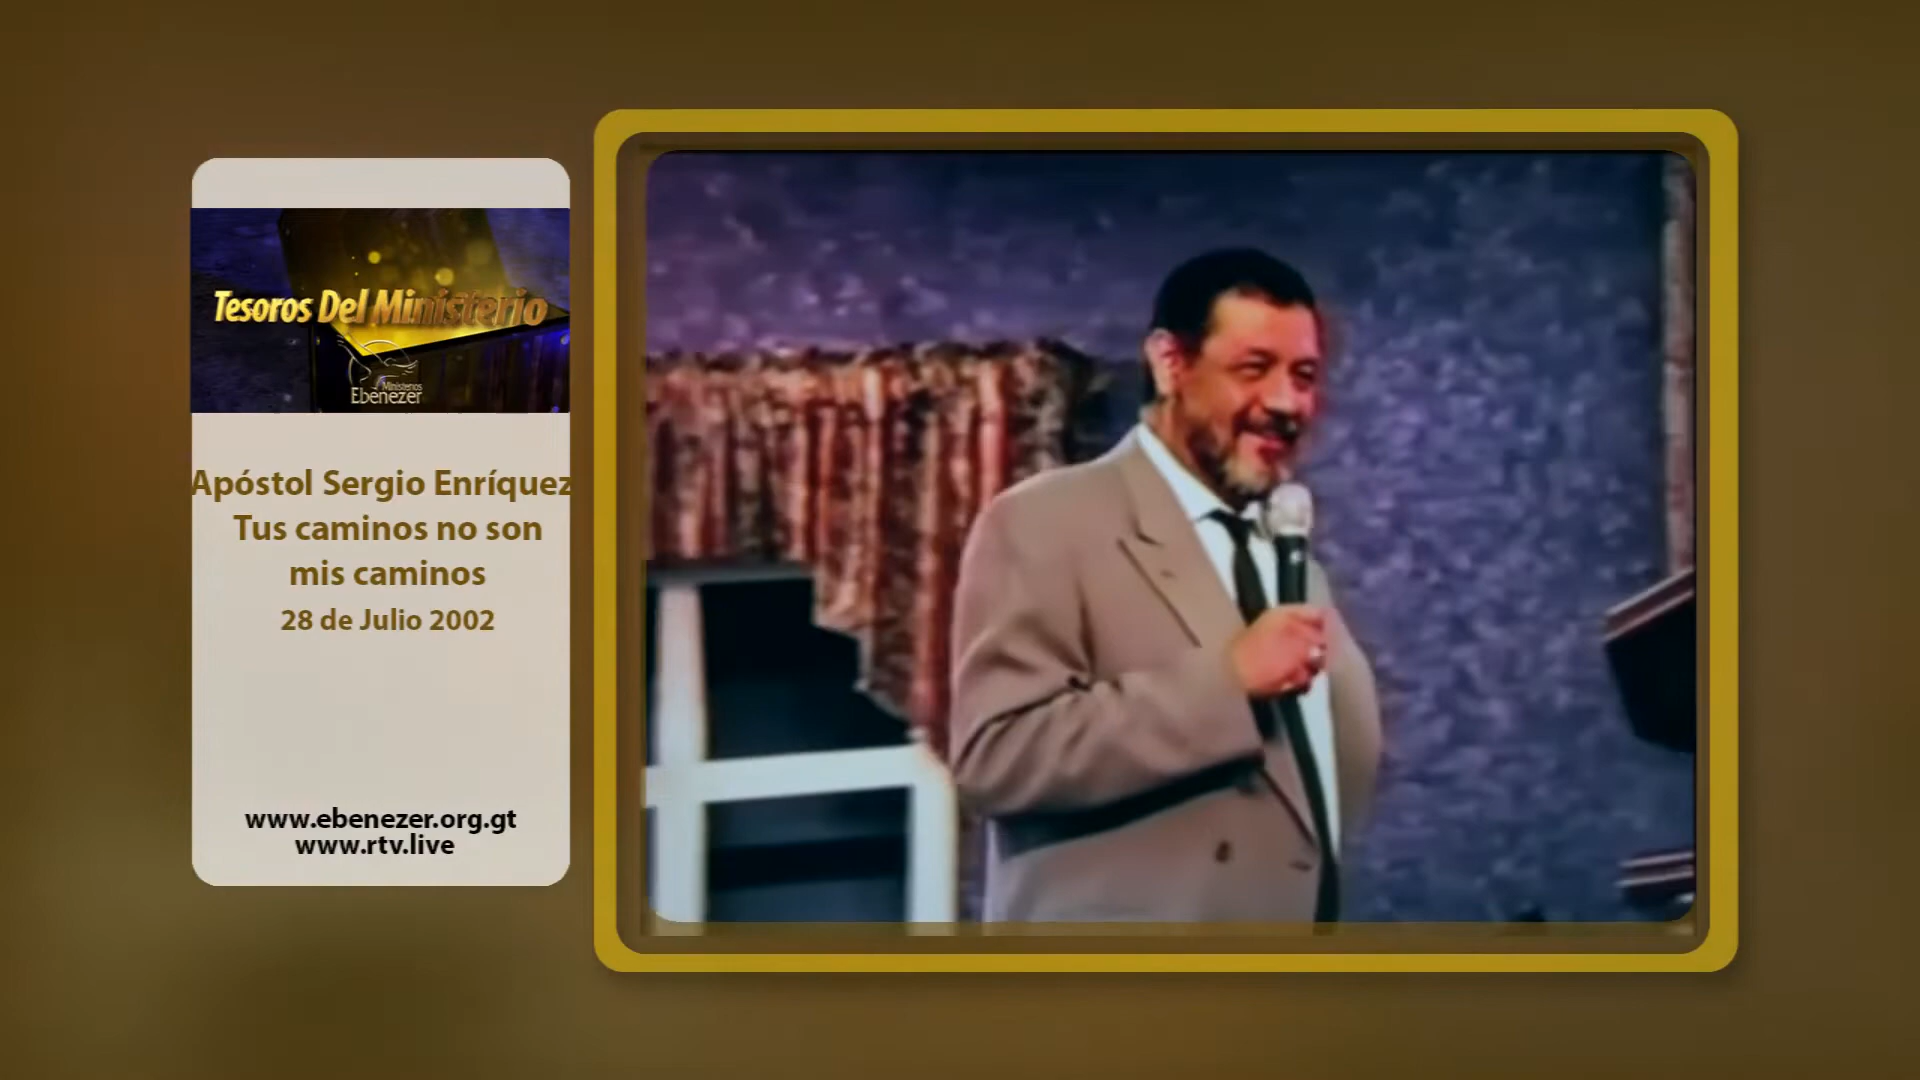 Tesoros Del Ministerio
Ministerios
Ebenezer
Apóstol Sergio Enríquez
Tus caminos no son
mis caminos
28 de Julio 2002
www.ebenezer.org.gt
www.rtv.live